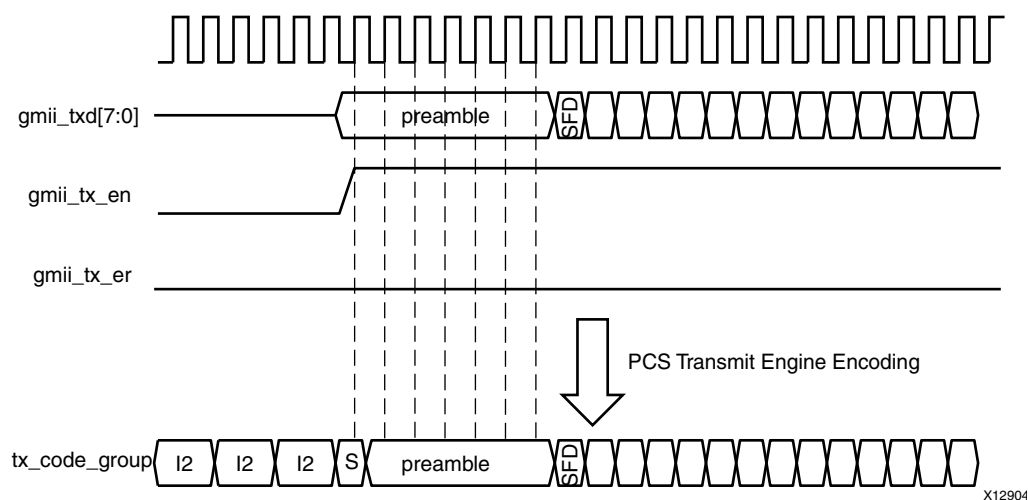 gmii_txd[7:0]
preamble
SFD
gmii_tx_en
gmii_tx_er
PCS Transmit Engine Encoding
tx_code_group
I2
I2
I2
S
preamble
SFD
X12904